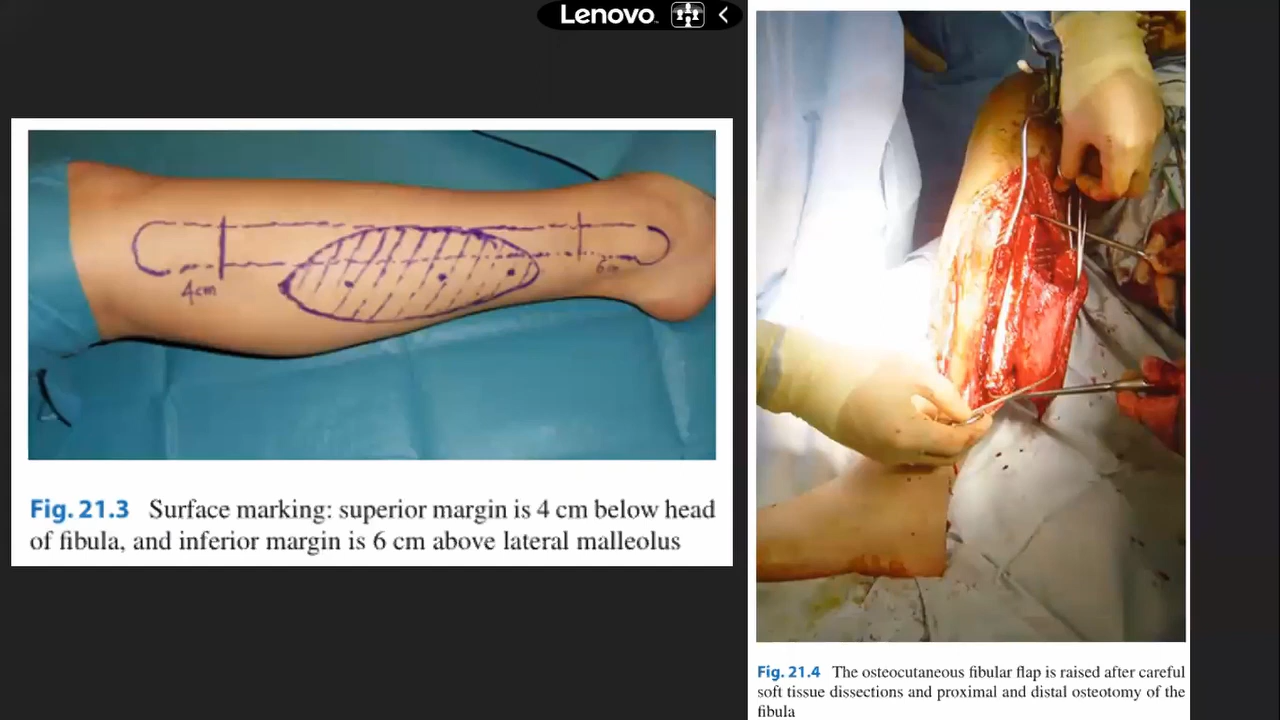 Lenovo
4cm
6cm
Fig. 21.3 Surface marking: superior margin is 4 cm below head
of fibula, and inferior margin is 6 cm above lateral malleolus
Fig. 21.4 The osteocutaneous fibular flap is raised after careful
soft tissue dissections and proximal and distal osteotomy of the
fibula